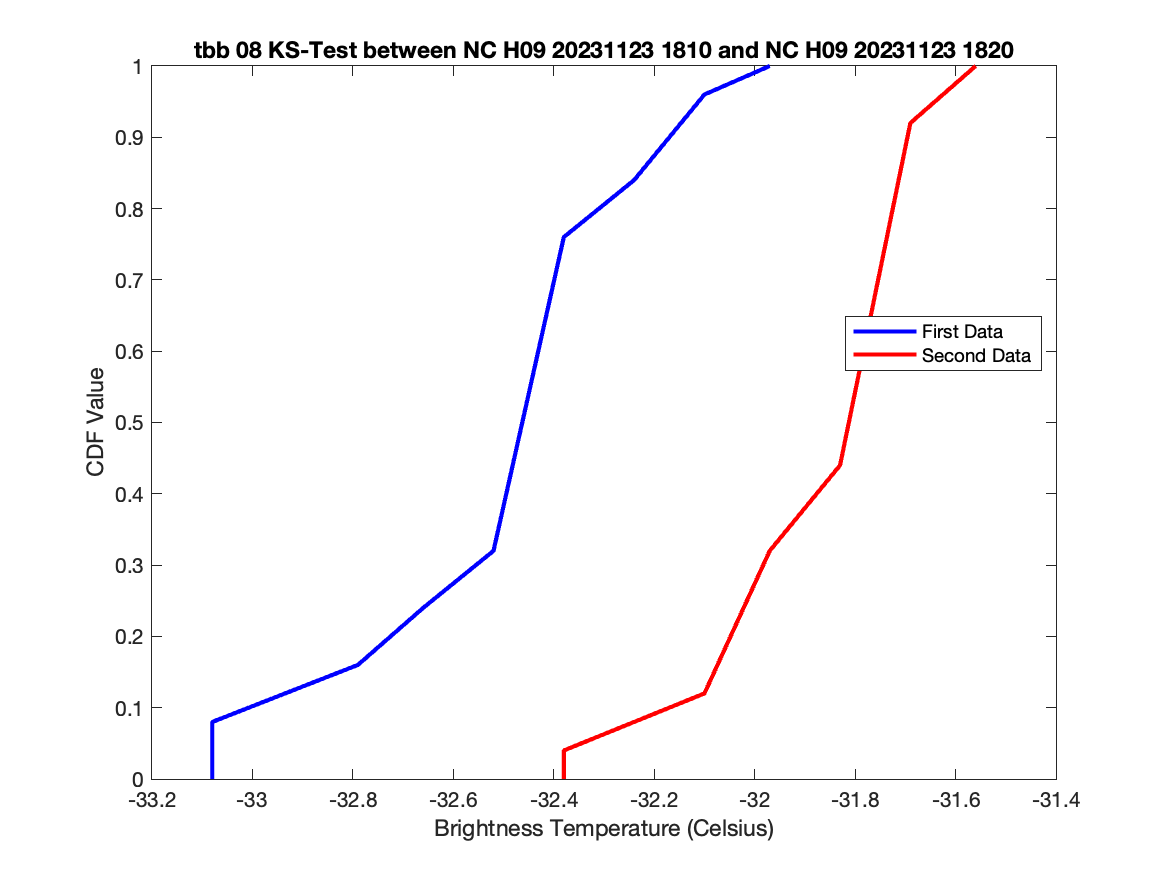 tbb 08 KS-Test between NC H09 20231123 1810 and NC H09 20231123 1820
1
0.9
0.8
0.7
0.6
0.5
0.4
0.3
0.2
0.1
0
CDF Value
First Data
Second Data
-33.2 -33 -32.8 -32.6 -32.4 -32.2 -32 -31.8 -31.6 -31.4
Brightness Temperature (Celsius)